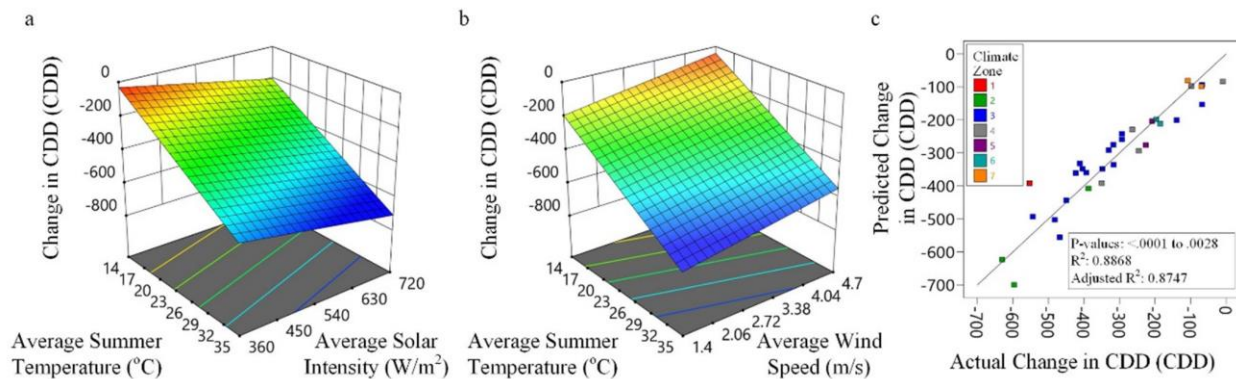 a
Change in CDD (CDD)
0
-200
-400
-600
-800
14
17
20
23
26
29
32
35
360
450
540
630
720
Average Summer
Temperature (°C)
Average Solar
Intensity (W/m²)
b
Change in CDD (CDD)
0
-200
-400
-600
-800
14
17
20
23
26
29
32
35
1.4
2.06
2.72
3.38
4.04
4.7
Average Summer
Temperature (°C)
Average Wind
Speed (m/s)
c
Predicted Change
in CDD (CDD)
0
-100
-200
-300
-400
-500
-600
-700
Climate
Zone
1
2
3
4
5
6
7
P-values: <.0001 to .0028
R²: 0.8868
Adjusted R²: 0.8747
-700
-600
-500
-400
-300
-200
-100
0
Actual Change in CDD (CDD)